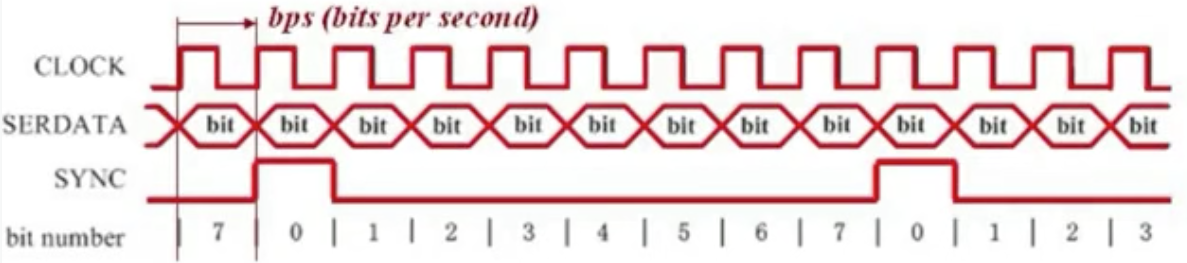 bps (bits per second)
CLOCK
SERDATA bit bit bit bit bit bit bit bit bit bit bit bit bit
SYNC
bit number | 7 | 0 | 1 | 2 | 3 | 4 | 5 | 6 | 7 | 0 | 1 | 2 | 3